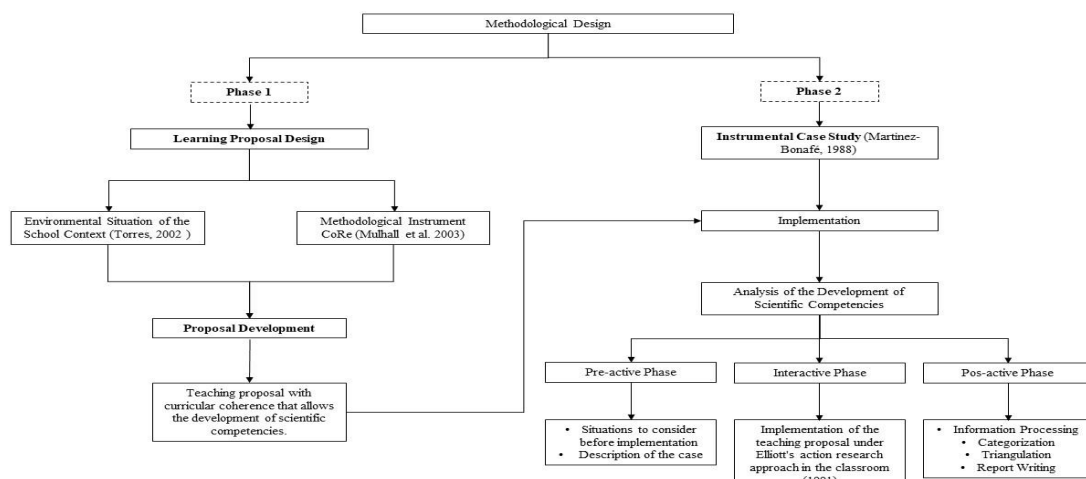 Methodological Design
Phase 1
Phase 2
Learning Proposal Design
Instrumental Case Study (Martinez-
Bonafé, 1988)
Environmental Situation of the
School Context (Torres, 2002 )
Methodological Instrument
CoRe (Mulhall et al. 2003)
Implementation
Analysis of the Development of
Scientific Competencies
Proposal Development
Teaching proposal with
curricular coherence that allows
the development of scientific
competencies.
Pre-active Phase
Interactive Phase
Pos-active Phase
• Situations to consider
before implementation
• Description of the case
Implementation of the
teaching proposal under
Elliott's action research
approach in the classroom
• Information Processing
• Categorization
• Triangulation
• Report Writing